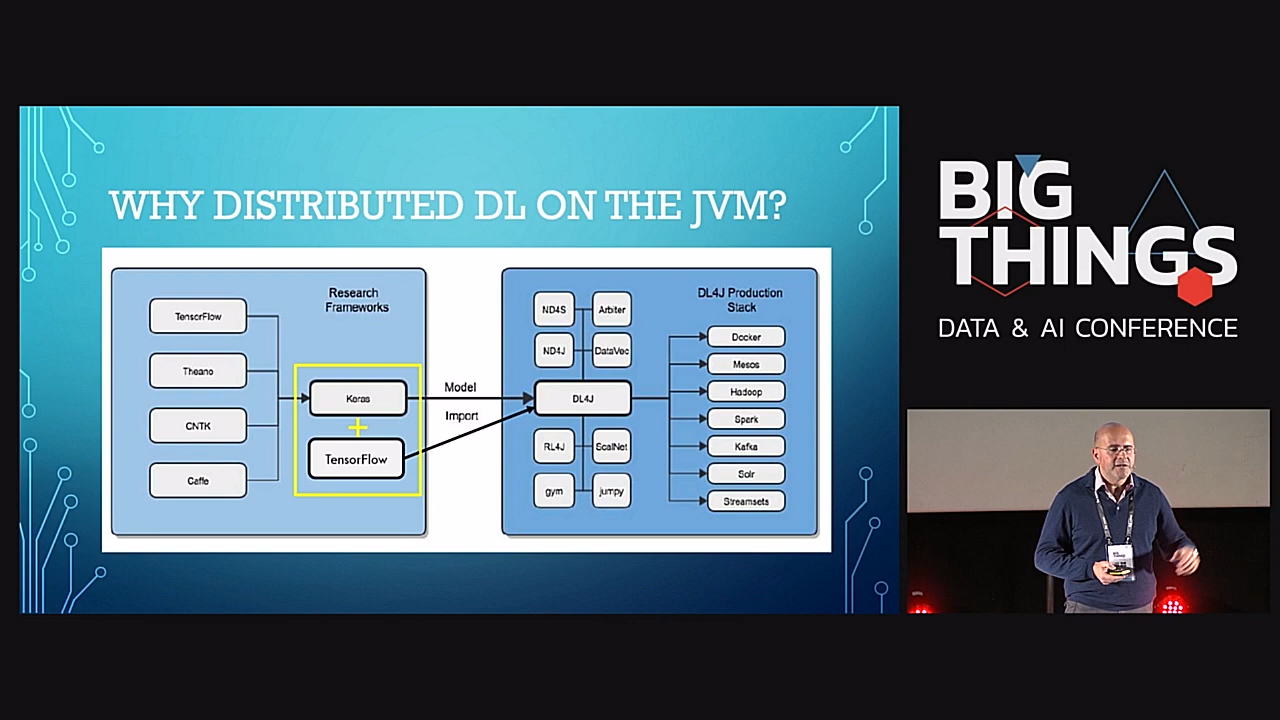 WHY DISTRIBUTED DL ON THE JVM?
Research
Frameworks
TensorFlow
Theano
CNTK
Caffe
Keras
+
TensorFlow
Model
Import
DL4J Production
Stack
ND4S
Arbiter
ND4J
DataVec
DL4J
RL4J
ScalNet
gym
jumpy
Docker
Mesos
Hadoop
Spark
Kafka
Solr
Streamsets
BIG
THINGS
DATA & AI CONFERENCE